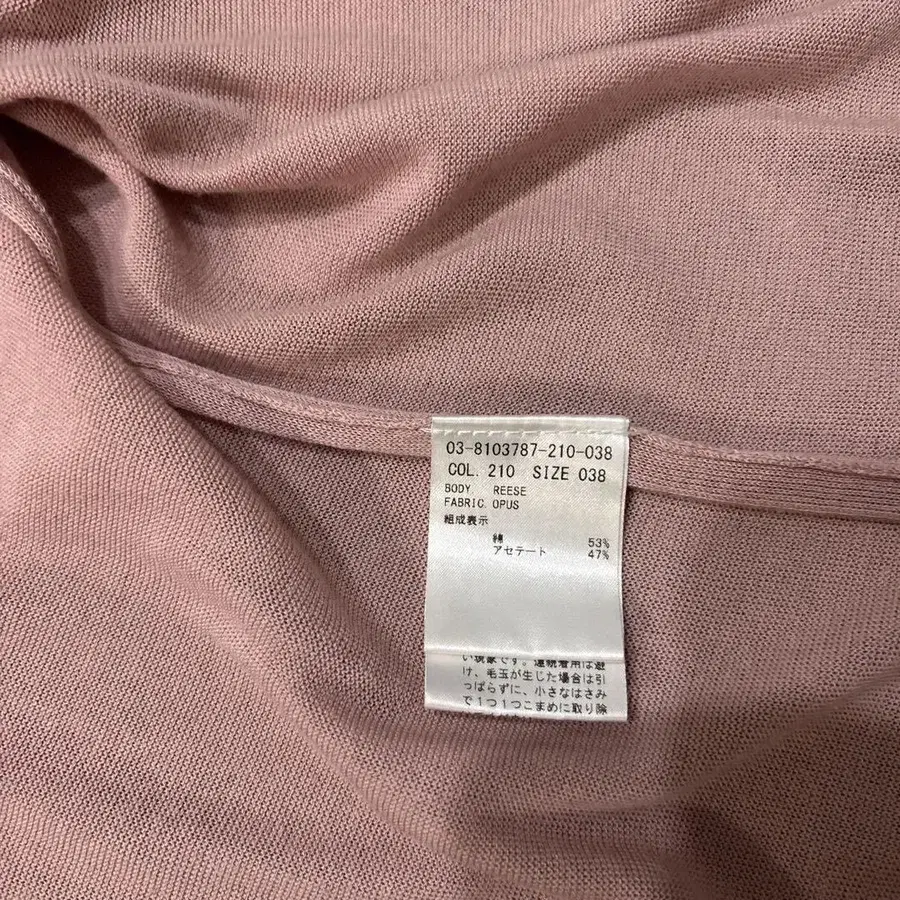 03-8103787-210-038
COL. 210 SIZE 038
BODY REESE
FABRIC OPUS
組成表示
綿 53%
アセテート 47%
い現象です。連続着用は避
け、毛玉が生じた場合は引
っぱらずに、小さなはさみ
で1つ1つこまめに取り除